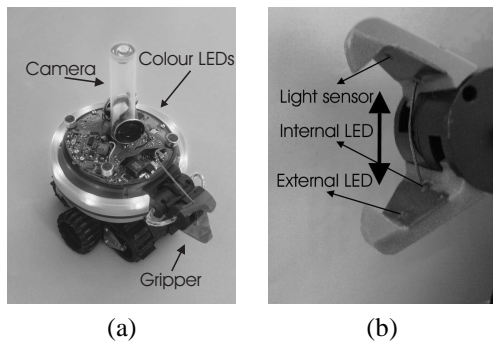 Camera
Colour LEDs
Gripper
Light sensor
Internal LED
External LED
(a)
(b)